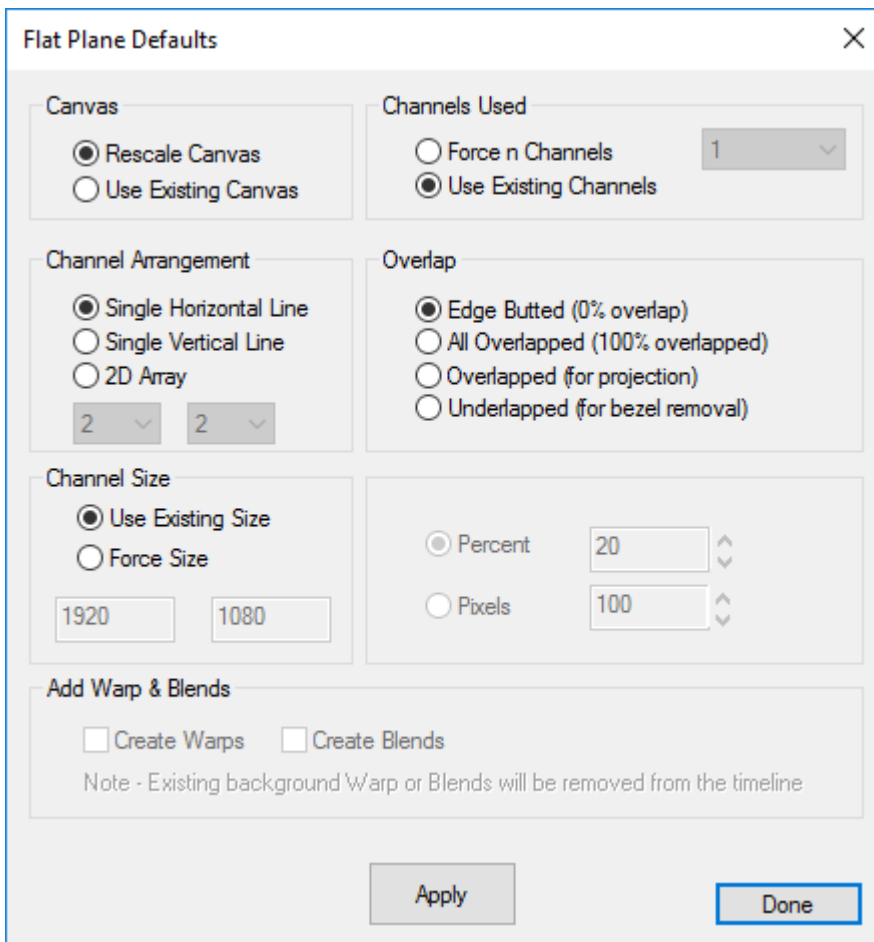 Flat Plane Defaults
Canvas
Rescale Canvas
Use Existing Canvas
Channels Used
Force n Channels
1
Use Existing Channels
Channel Arrangement
Single Horizontal Line
Single Vertical Line
2D Array
2 2
Overlap
Edge Butted (0% overlap)
All Overlapped (100% overlapped)
Overlapped (for projection)
Underlapped (for bezel removal)
Channel Size
Use Existing Size
Force Size
1920 1080
Percent 20
Pixels 100
Add Warp & Blends
Create Warps Create Blends
Note - Existing background Warp or Blends will be removed from the timeline
Apply
Done